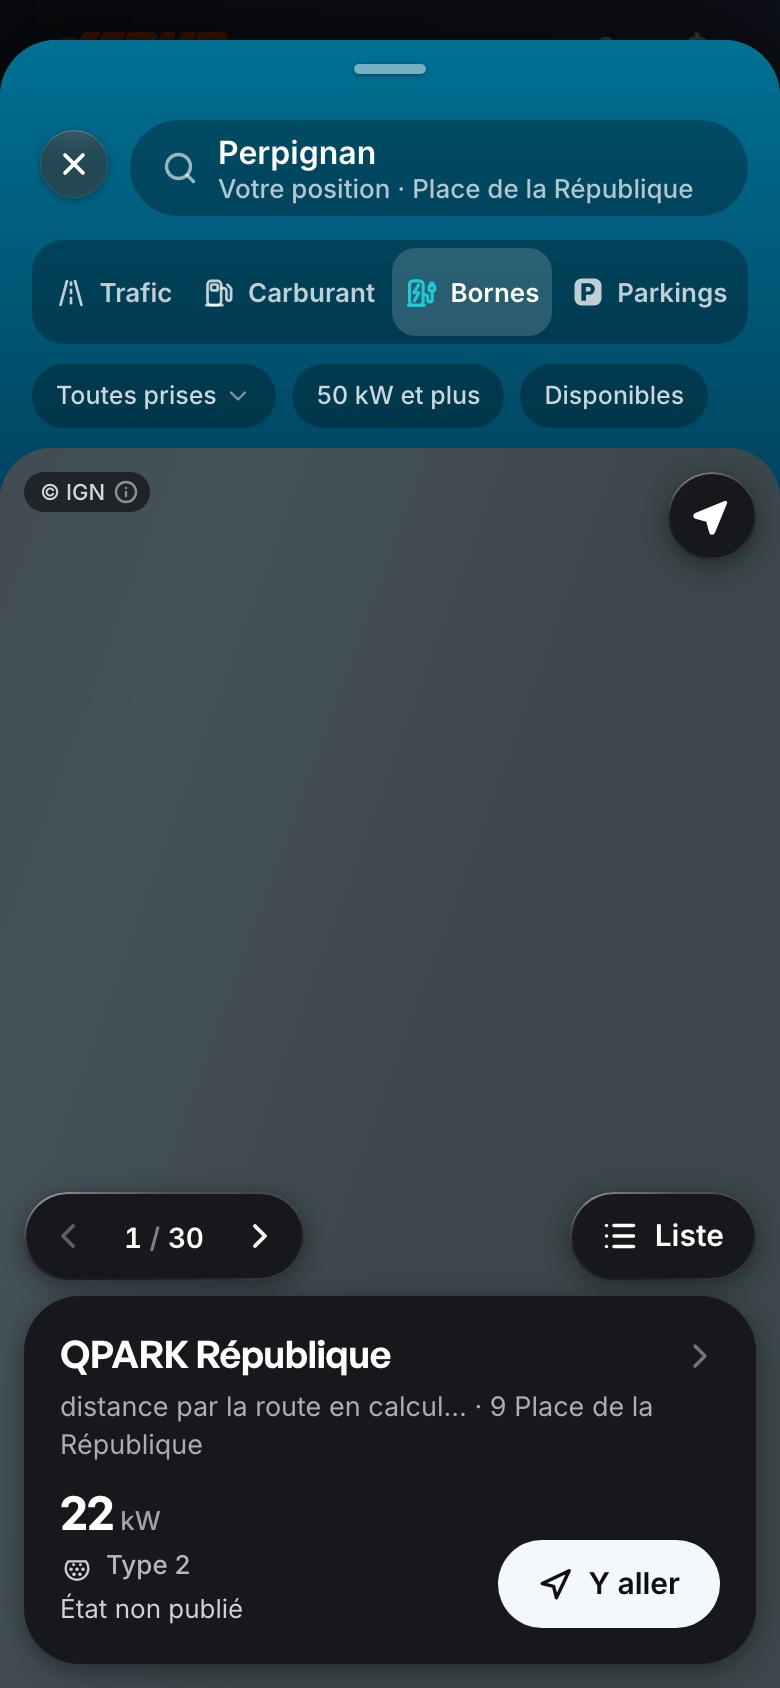 Perpignan
Votre position · Place de la République
Trafic
Carburant
Bornes
Parkings
Toutes prises
50 kW et plus
Disponibles
© IGN
1 / 30
Liste
QPARK République
distance par la route en calcul… · 9 Place de la
République
22 kW
Type 2
État non publié
Y aller